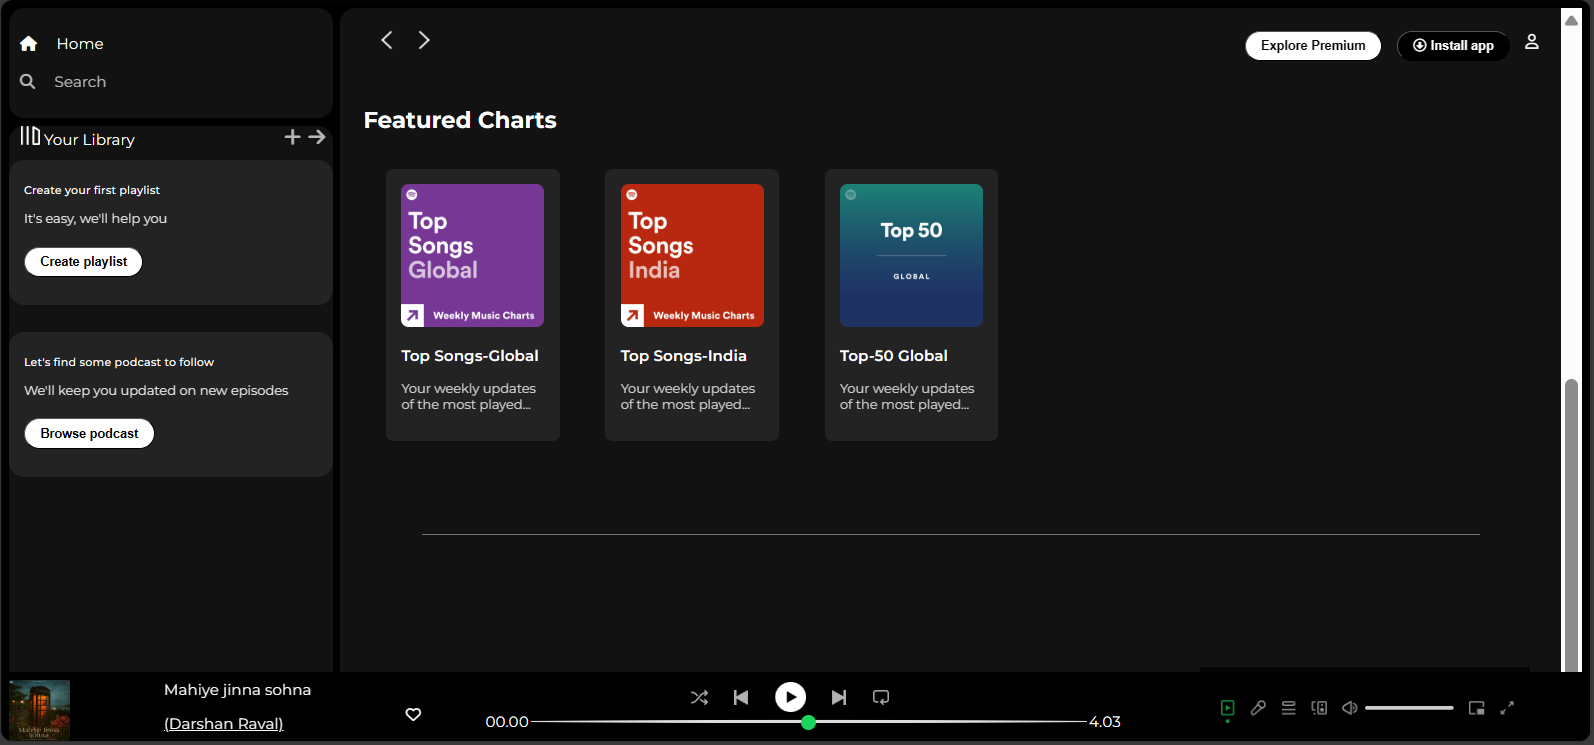 Home
Search
Your Library
Create your first playlist
It's easy, we'll help you
Create playlist
Let's find some podcast to follow
We'll keep you updated on new episodes
Browse podcast
Explore Premium
Install app
Featured Charts
Top
Songs
Global
Weekly Music Charts
Top Songs-Global
Your weekly updates
of the most played...
Top
Songs
India
Weekly Music Charts
Top Songs-India
Your weekly updates
of the most played...
Top 50
GLOBAL
Top-50 Global
Your weekly updates
of the most played...
Mahiye Jinna
Sohna
Mahiye jinna sohna
(Darshan Raval)
00.00
4.03